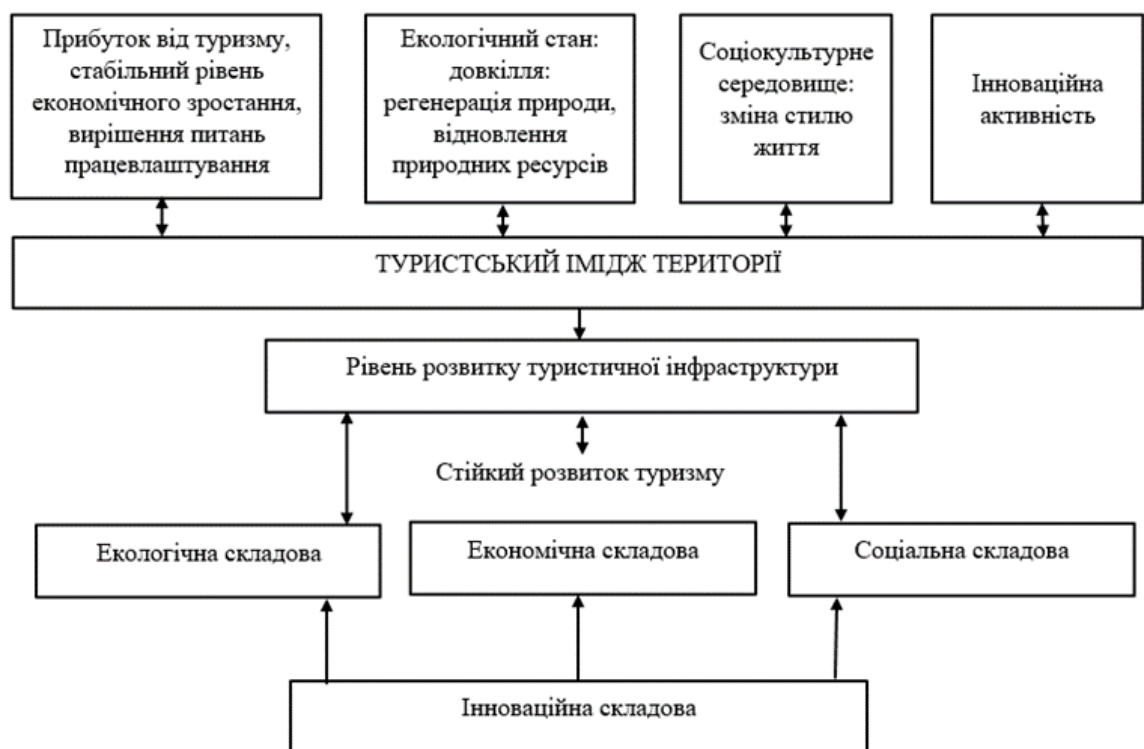 Прибуток від туризму,
стабільний рівень
економічного зростання,
вирішення питань
працевлаштування
Екологічний стан:
довкілля:
регенерація природи,
відновлення
природних ресурсів
Соціокультурне
середовище:
зміна стилю
життя
Інноваційна
активність
ТУРИСТСЬКИЙ ІМІДЖ ТЕРИТОРІЇ
Рівень розвитку туристичної інфраструктури
Стійкий розвиток туризму
Екологічна складова
Економічна складова
Соціальна складова
Інноваційна складова